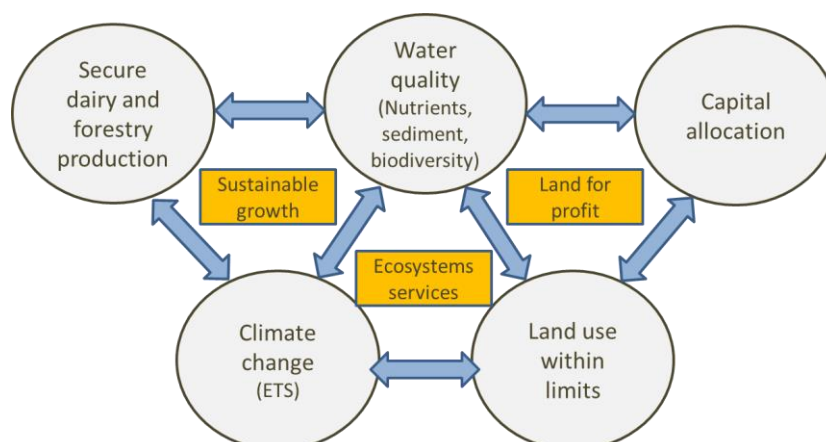 Secure
dairy and
forestry
production
Water
quality
(Nutrients,
sediment,
biodiversity)
Capital
allocation
Sustainable
growth
Land for
profit
Ecosystems
services
Climate
change
(ETS)
Land use
within
limits